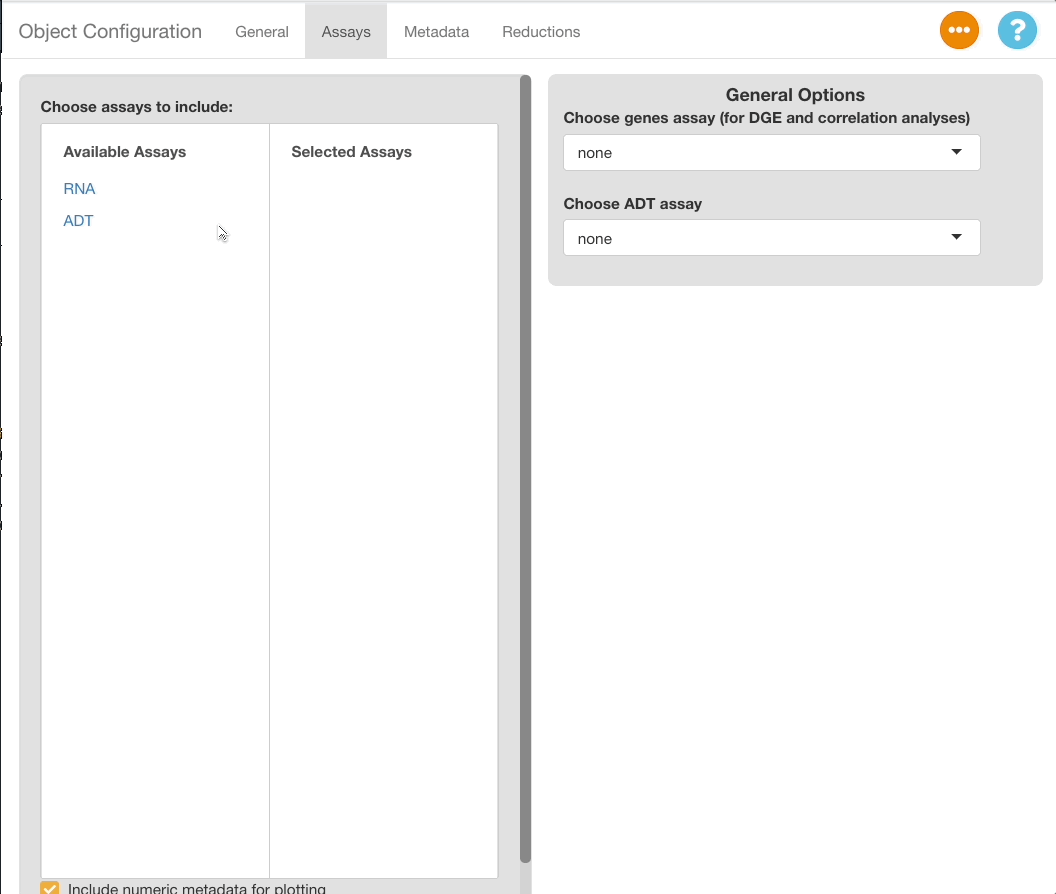 Object Configuration General Assays Metadata Reductions ?
Choose assays to include:
Available Assays Selected Assays
RNA
ADT
Include numeric metadata for plotting
General Options
Choose genes assay (for DGE and correlation analyses)
none
Choose ADT assay
none